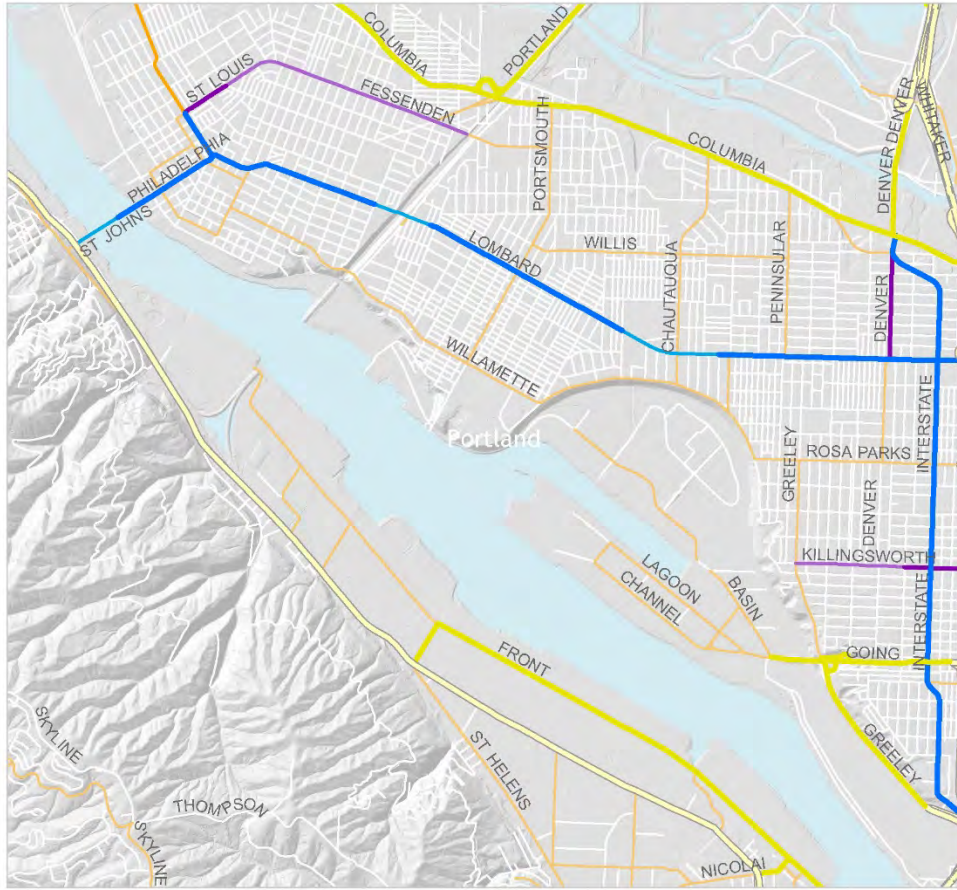 COLUMBIA
PORTLAND
ST LOUIS
FESSENDEN
PORTSMOUTH
COLUMBIA
DENVER
DENVER
WHITAKER
PHILADELPHIA
ST JOHNS
LOMBARD
WILLIS
CHAUTAUQUA
PENINSULAR
DENVER
WILLAMETTE
INTERSTATE
Portland
GREELEY
ROSA PARKS
DENVER
KILLINGSWORTH
LAGOON
CHANNEL
BASIN
INTERSTATE
FRONT
GOING
GREELEY
SKYLINE
ST HELENS
THOMPSON
SKYLINE
NICOLAI